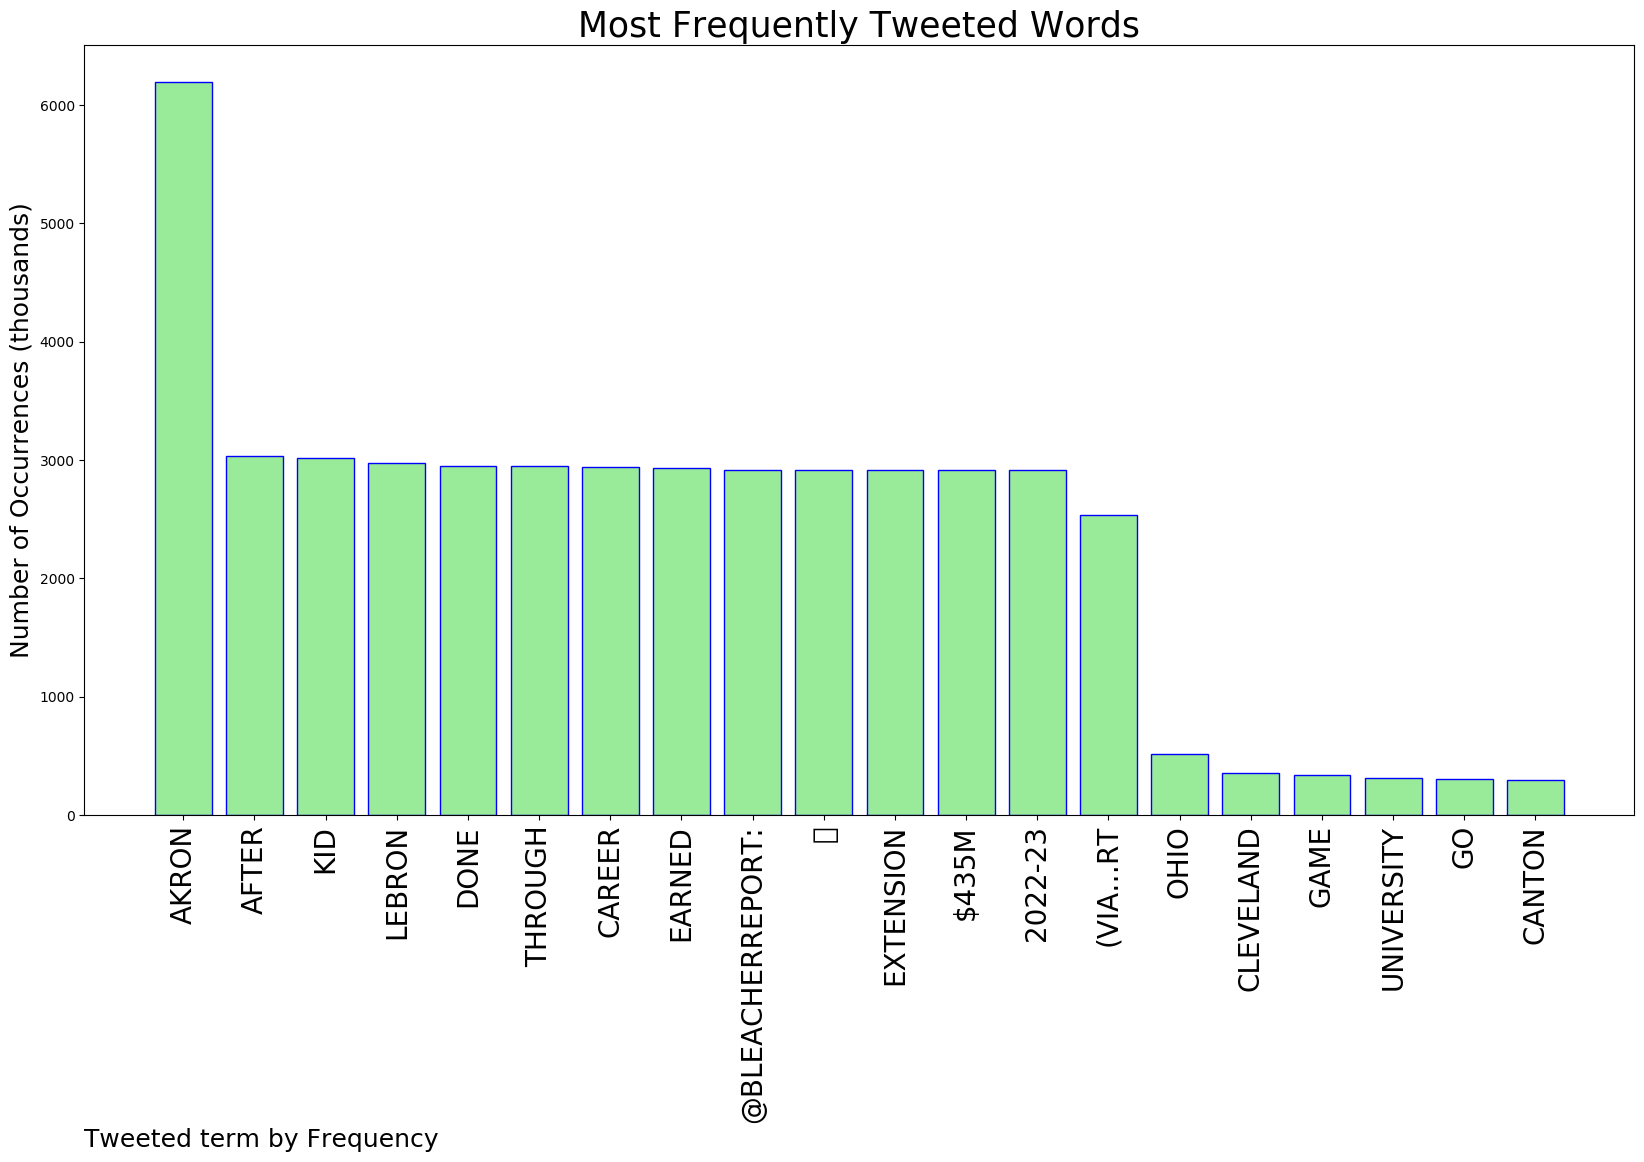 Most Frequently Tweeted Words
Number of Occurrences (thousands)
6000
5000
4000
3000
2000
1000
0
AKRON
AFTER
KID
LEBRON
DONE
THROUGH
CAREER
EARNED
@BLEACHERREPORT:
EXTENSION
$435M
2022-23
(VIA…RT
OHIO
CLEVELAND
GAME
UNIVERSITY
GO
CANTON
Tweeted term by Frequency